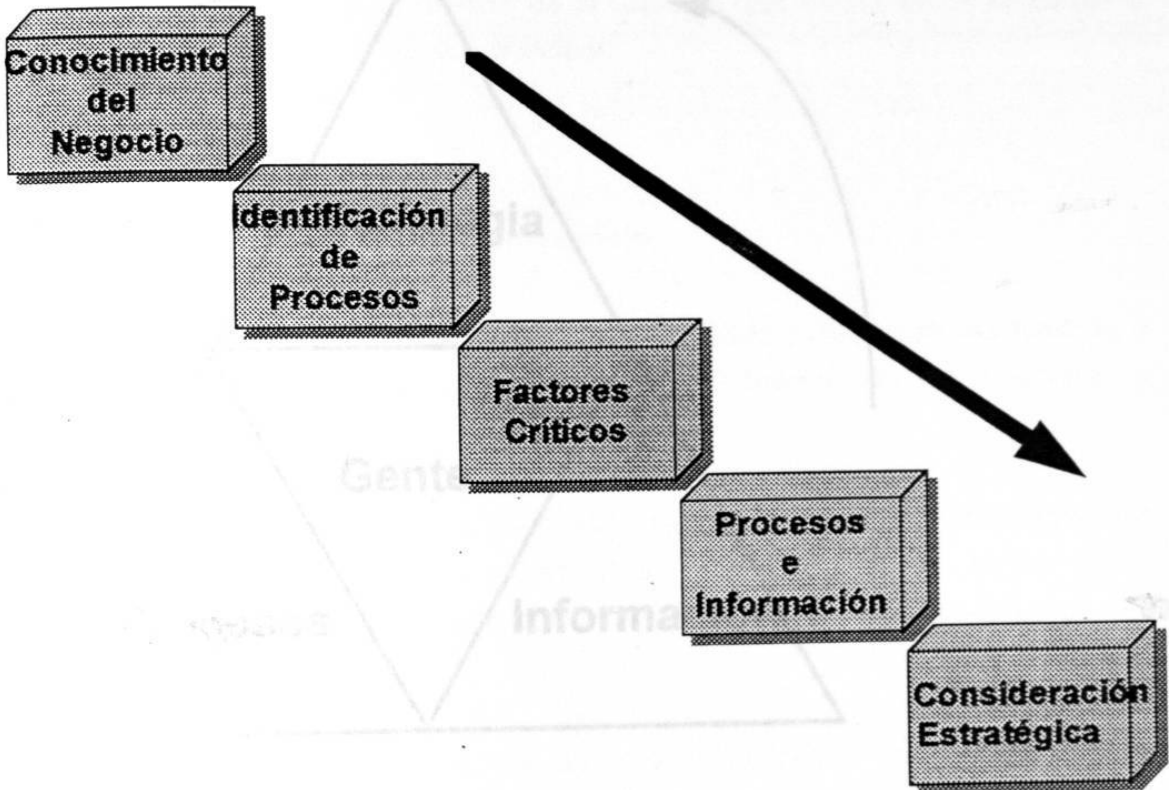 Conocimiento
del
Negocio
Identificación
de
Procesos
Factores
Críticos
Gente
Procesos
e
Información
Informa
Consideración
Estratégica